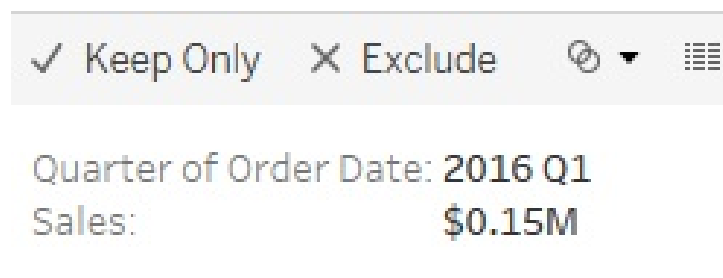 Keep Only Exclude
Quarter of Order Date: 2016 Q1
Sales: $0.15M